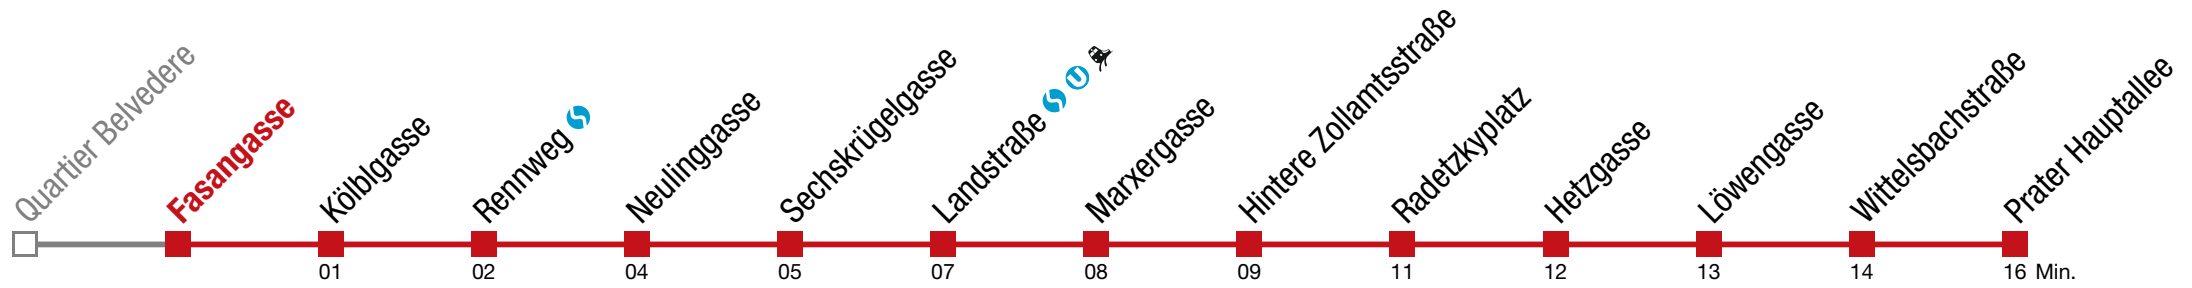 Quartier Belvedere
Fasangasse
Kölblgasse
Rennweg
Neulinggasse
Sechskrügelgasse
Landstraße
Marxergasse
Hintere Zollamtsstraße
Radetzkyplatz
Hetzgasse
Löwengasse
Wittelsbachstraße
Prater Hauptallee
01 02 04 05 07 08 09 11 12 13 14 16 Min.